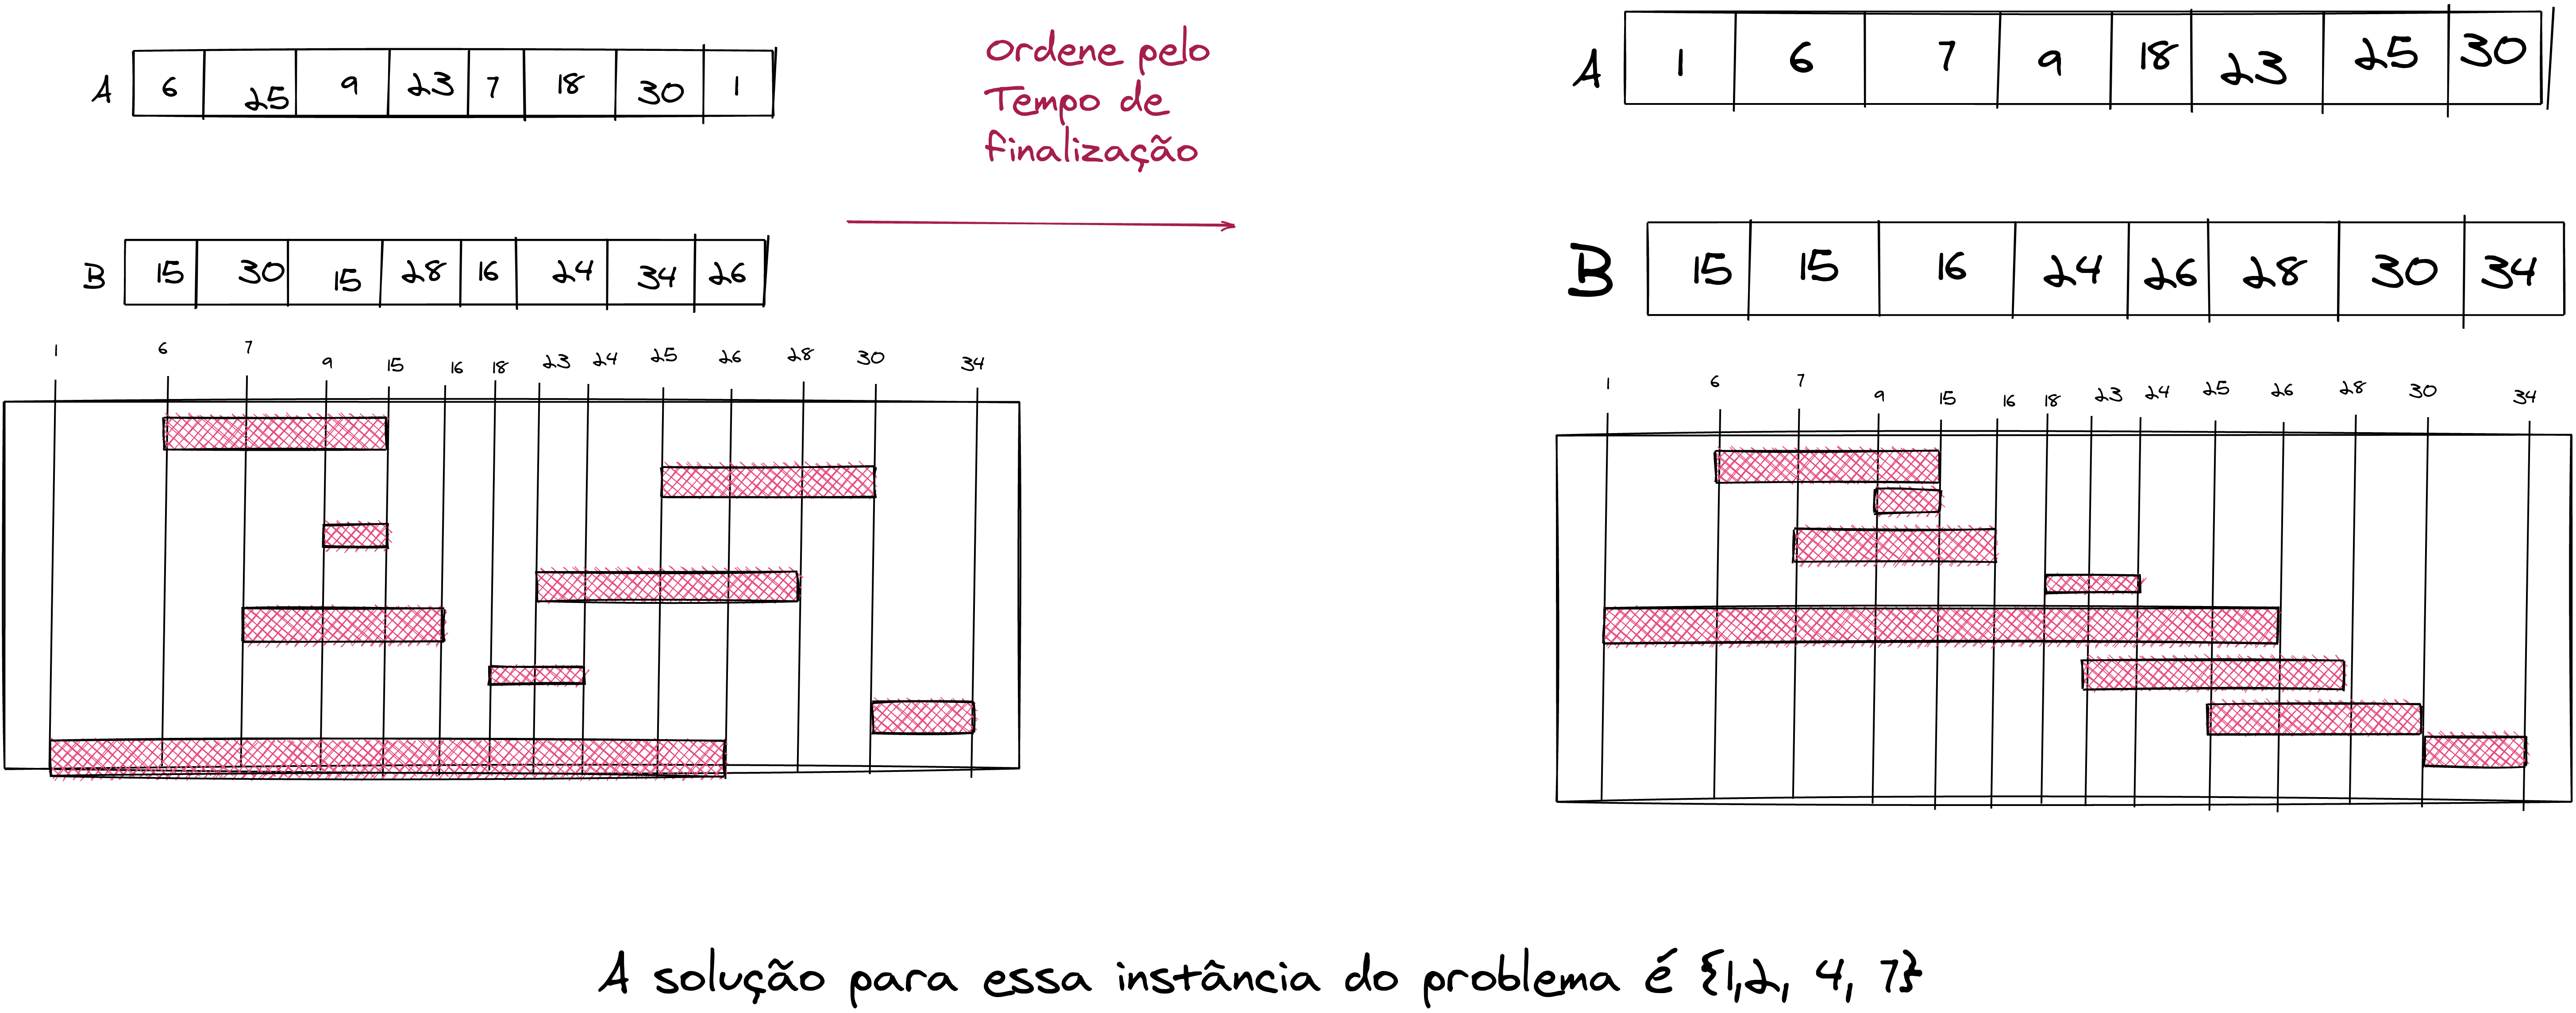 A 6 25 9 23 7 18 30 1
Ordene pelo
Tempo de
finalização
A 1 6 7 9 18 23 25 30
B 15 30 15 28 16 24 34 26
B 15 15 16 24 26 28 30 34
1 6 7 9 15 16 18 23 24 25 26 28 30 34
1 6 7 9 15 16 18 23 24 25 26 28 30 34
A solução para essa instância do problema é {1,2, 4, 7}